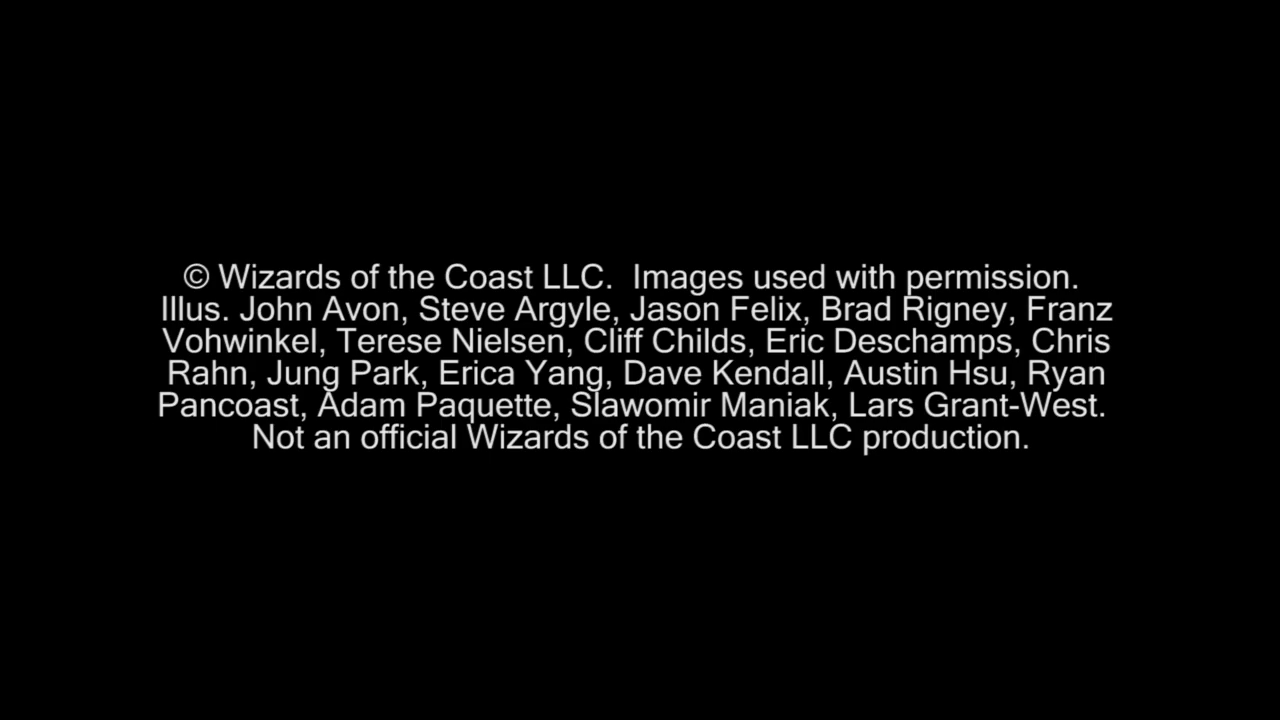 © Wizards of the Coast LLC.  Images used with permission.
Illus. John Avon, Steve Argyle, Jason Felix, Brad Rigney, Franz
Vohwinkel, Terese Nielsen, Cliff Childs, Eric Deschamps, Chris
Rahn, Jung Park, Erica Yang, Dave Kendall, Austin Hsu, Ryan
Pancoast, Adam Paquette, Slawomir Maniak, Lars Grant-West.
Not an official Wizards of the Coast LLC production.